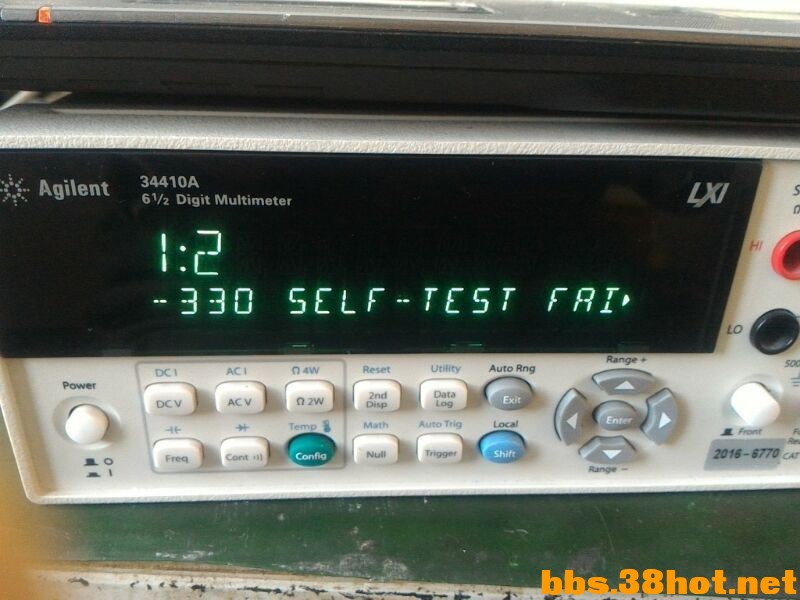 Agilent
34410A
6½ Digit Multimeter
LXI
1:2
-330 SELF-TEST FAI
HI
LO
500
Power
DC I
AC I
Ω 4W
Reset
Utility
Auto Rng
Range +
DC V
AC V
Ω 2W
2nd Disp
Data Log
Exit
Temp
Math
Auto Trig
Local
Enter
Freq
Cont
Config
Null
Trigger
Shift
Range -
Front
2016-6770
CAT
O
I
bbs.38hot.net